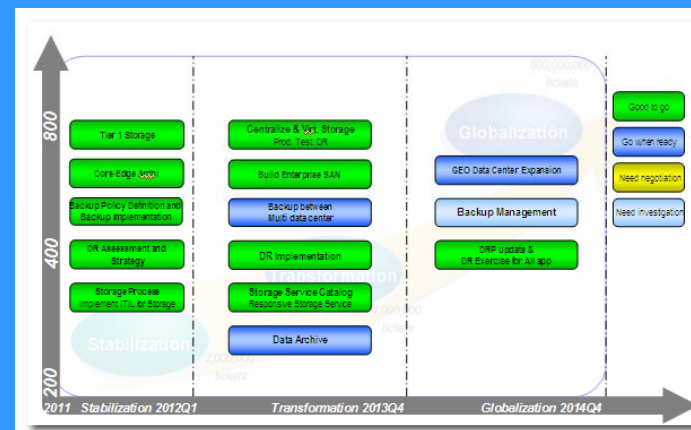 800,000,000
tickets
800
Tier 1 Storage
Core-Edge
Backup Policy Definition and
Backup Implementation
400
DR Assessment and
Strategy
Storage Process
Implement ITIL for Storage
Stabilization
200
Centralize & Virt. Storage
Prod. Test. DR
Build Enterprise SAN
Backup between
Multi data center
DR Implementation
Transformation
Storage Service Catalog
Responsive Storage Service
tickets
Data Archive
2,000,000
tickets
Globalization
GEO Data Center Expansion
Backup Management
DRP update &
DR Exercise for All app
Good to go
Go when ready
Need negotiation
Need investigation
2011 Stabilization 2012Q1
Transformation 2013Q4
Globalization 2014Q4